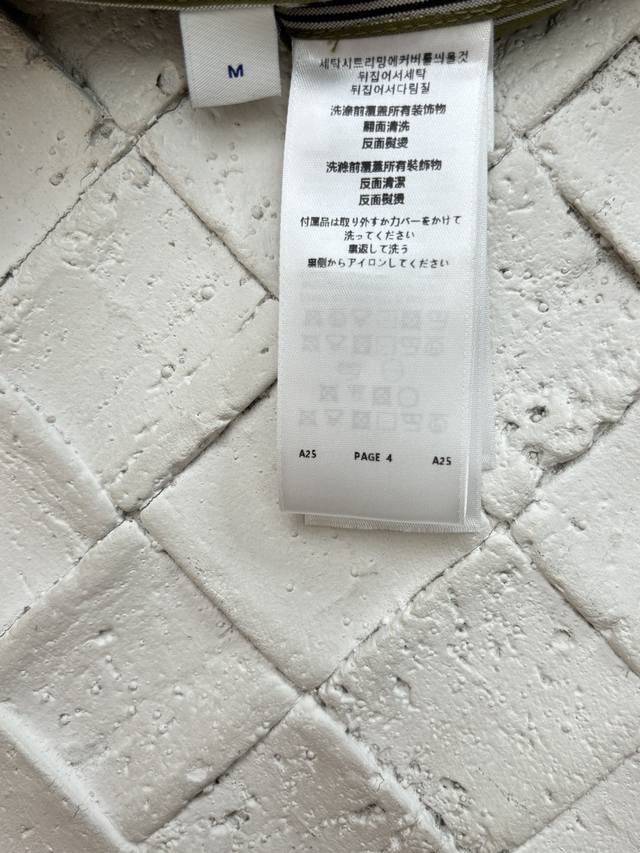 M
세탁시트리밍에커버를씌울것
뒤집어서세탁
뒤집어서다림질
洗涤前覆盖所有装饰物
翻面清洗
反面熨烫
洗滌前覆蓋所有裝飾物
反面清潔
反面熨燙
付属品は取り外すか力バーをかけて
洗ってください
裏返して洗う
裏側からアイロンしてください
A25 PAGE 4 A25